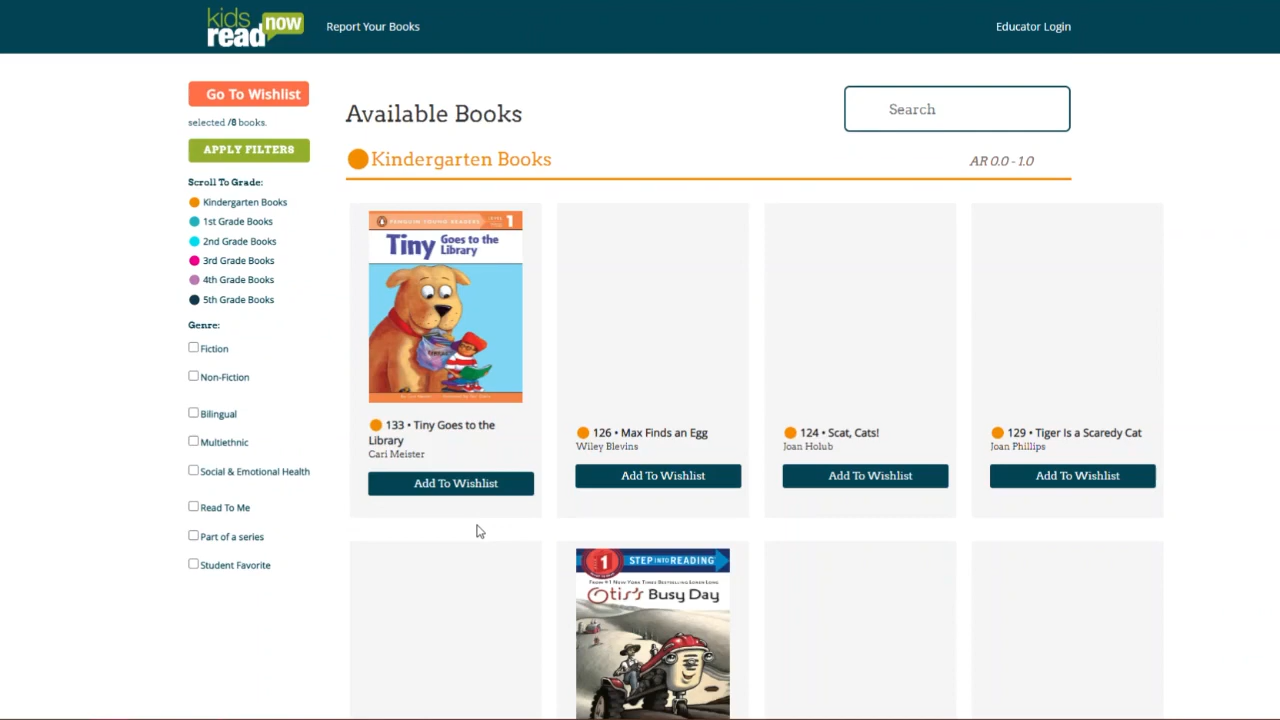 kids
read now
Report Your Books
Educator Login
Go To Wishlist
selected /8 books.
APPLY FILTERS
Scroll To Grade:
Kindergarten Books
1st Grade Books
2nd Grade Books
3rd Grade Books
4th Grade Books
5th Grade Books
Genre:
Fiction
Non-Fiction
Bilingual
Multiethnic
Social & Emotional Health
Read To Me
Part of a series
Student Favorite
Available Books
Search
Kindergarten Books
AR 0.0 - 1.0
PENGUIN YOUNG READERS
1
Tiny Goes to the
Library
133 • Tiny Goes to the
Library
Cari Meister
Add To Wishlist
126 • Max Finds an Egg
Wiley Blevins
Add To Wishlist
124 • Scat, Cats!
Joan Holub
Add To Wishlist
129 • Tiger Is a Scaredy Cat
Joan Phillips
Add To Wishlist
1 STEP INTO READING
Otis's Busy Day